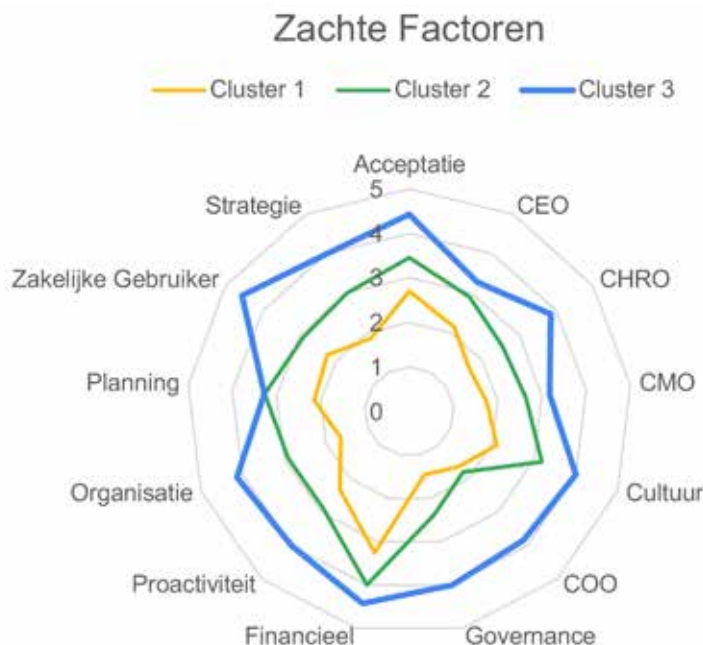 Zachte Factoren
Cluster 1 Cluster 2 Cluster 3
Acceptatie
CEO
CHRO
CMO
Cultuur
COO
Governance
Financieel
Proactiviteit
Organisatie
Planning
Zakelijke Gebruiker
Strategie
5
4
3
2
1
0